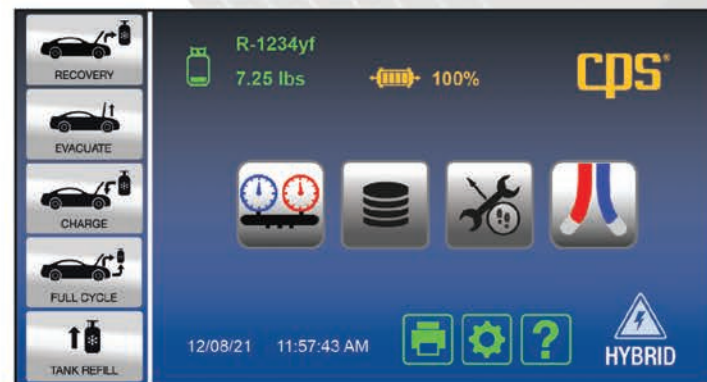 RECOVERY
EVACUATE
CHARGE
FULL CYCLE
TANK REFILL
R-1234yf
7.25 lbs
100%
cps®
12/08/21 11:57:43 AM
?
HYBRID